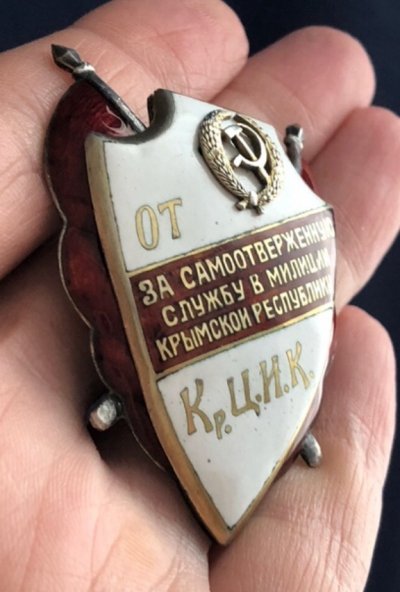 ОТ
ЗА САМООТВЕРЖЕННУЮ
СЛУЖБУ В МИЛИЦИИ
КРЫМСКОЙ РЕСПУБЛИКИ
Кр.Ц.И.К.